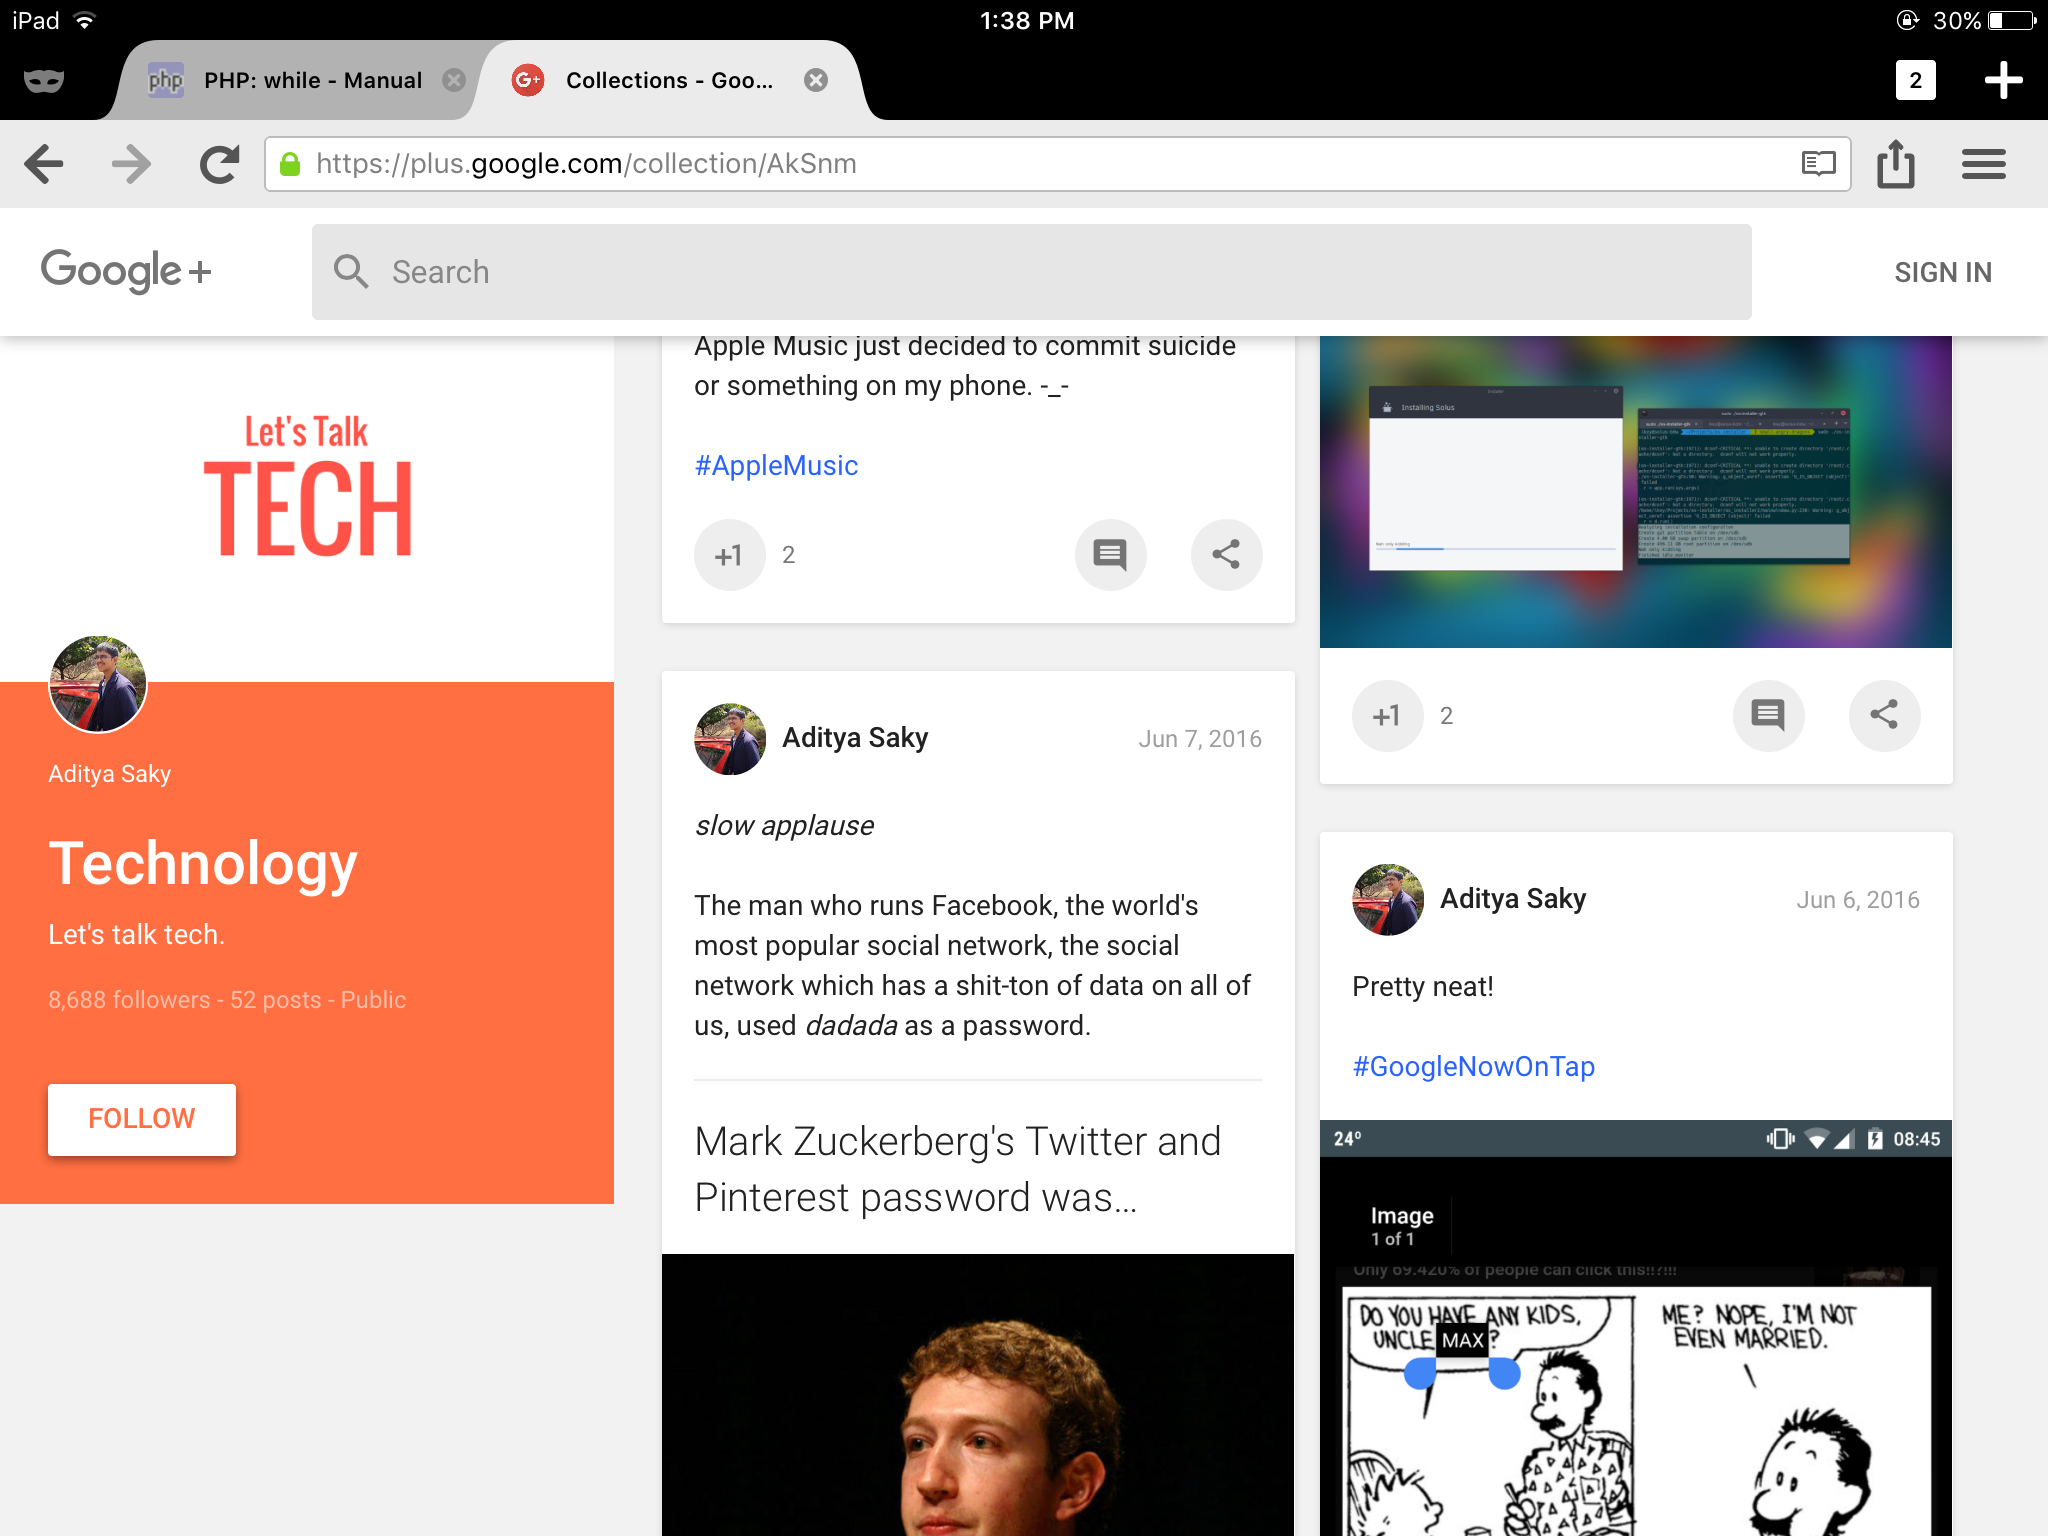 iPad
1:38 PM
30%
php
PHP: while - Manual
G+
Collections - Goo...
2
https://plus.google.com/collection/AkSnm
Google+
Search
SIGN IN
Let's Talk
TECH
Aditya Saky
Technology
Let's talk tech.
8,688 followers - 52 posts - Public
FOLLOW
Apple Music just decided to commit suicide
or something on my phone. -_-
#AppleMusic
+1
2
Aditya Saky
Jun 7, 2016
slow applause
The man who runs Facebook, the world's
most popular social network, the social
network which has a shit-ton of data on all of
us, used dadada as a password.
Mark Zuckerberg's Twitter and
Pinterest password was...
Installer
Installing Solus
Nah only kidding
+1
2
Aditya Saky
Jun 6, 2016
Pretty neat!
#GoogleNowOnTap
24°
08:45
Image
1 of 1
Only 69.420% of people can click this!!?!!!
DO YOU HAVE ANY KIDS,
UNCLE MAX?
ME? NOPE, I'M NOT
EVEN MARRIED.